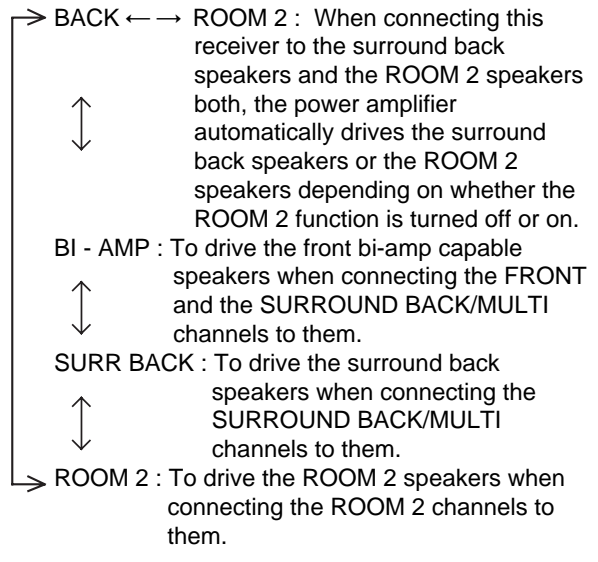 BACK ←→ ROOM 2 : When connecting this
receiver to the surround back
speakers and the ROOM 2 speakers
both, the power amplifier
automatically drives the surround
back speakers or the ROOM 2
speakers depending on whether the
ROOM 2 function is turned off or on.
BI - AMP : To drive the front bi-amp capable
speakers when connecting the FRONT
and the SURROUND BACK/MULTI
channels to them.
SURR BACK : To drive the surround back
speakers when connecting the
SURROUND BACK/MULTI
channels to them.
ROOM 2 : To drive the ROOM 2 speakers when
connecting the ROOM 2 channels to
them.